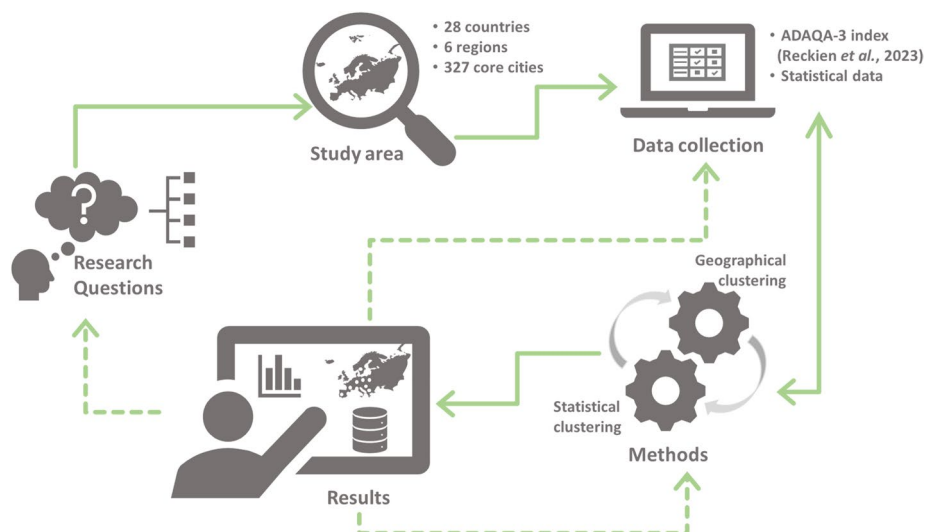 • 28 countries
• 6 regions
• 327 core cities
Study area
• ADAQA-3 index
(Reckien et al., 2023)
• Statistical data
Data collection
?
Research
Questions
Geographical
clustering
Statistical
clustering
Methods
Results